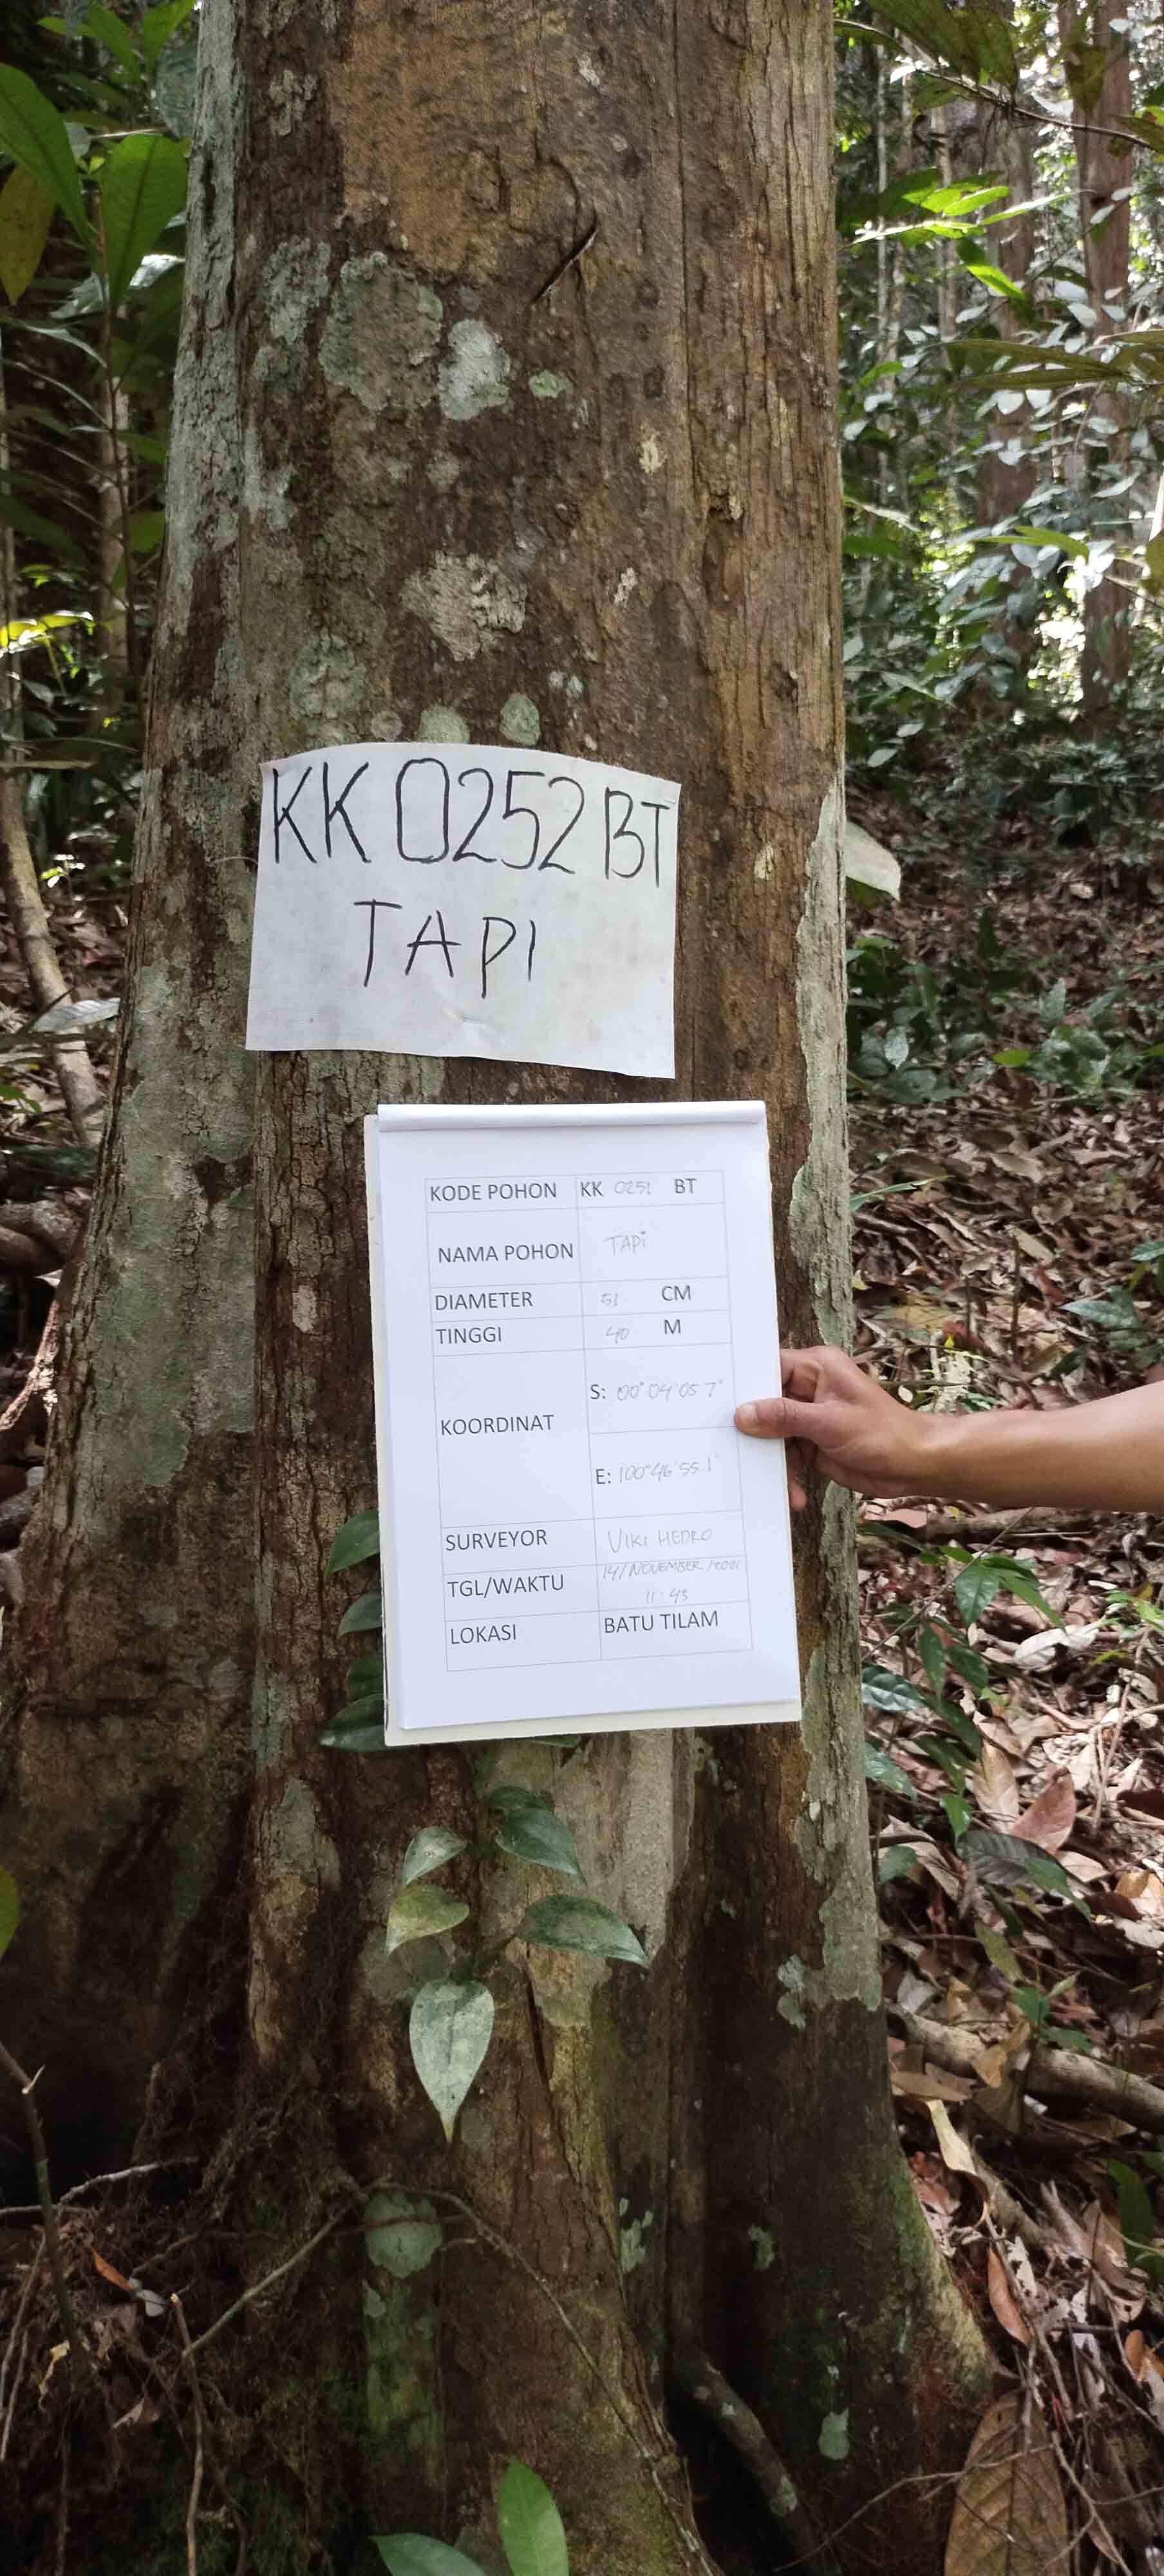 KK 0252 BT
TAPI
KODE POHON KK 0252 BT
NAMA POHON TAPi
DIAMETER 51 CM
TINGGI 40 M
KOORDINAT
S: 00° 04' 05.7"
E: 100° 46' 55.1"
SURVEYOR VIKI HEDRO
TGL/WAKTU 14/NOVEMBER/2021
11:43
LOKASI BATU TILAM